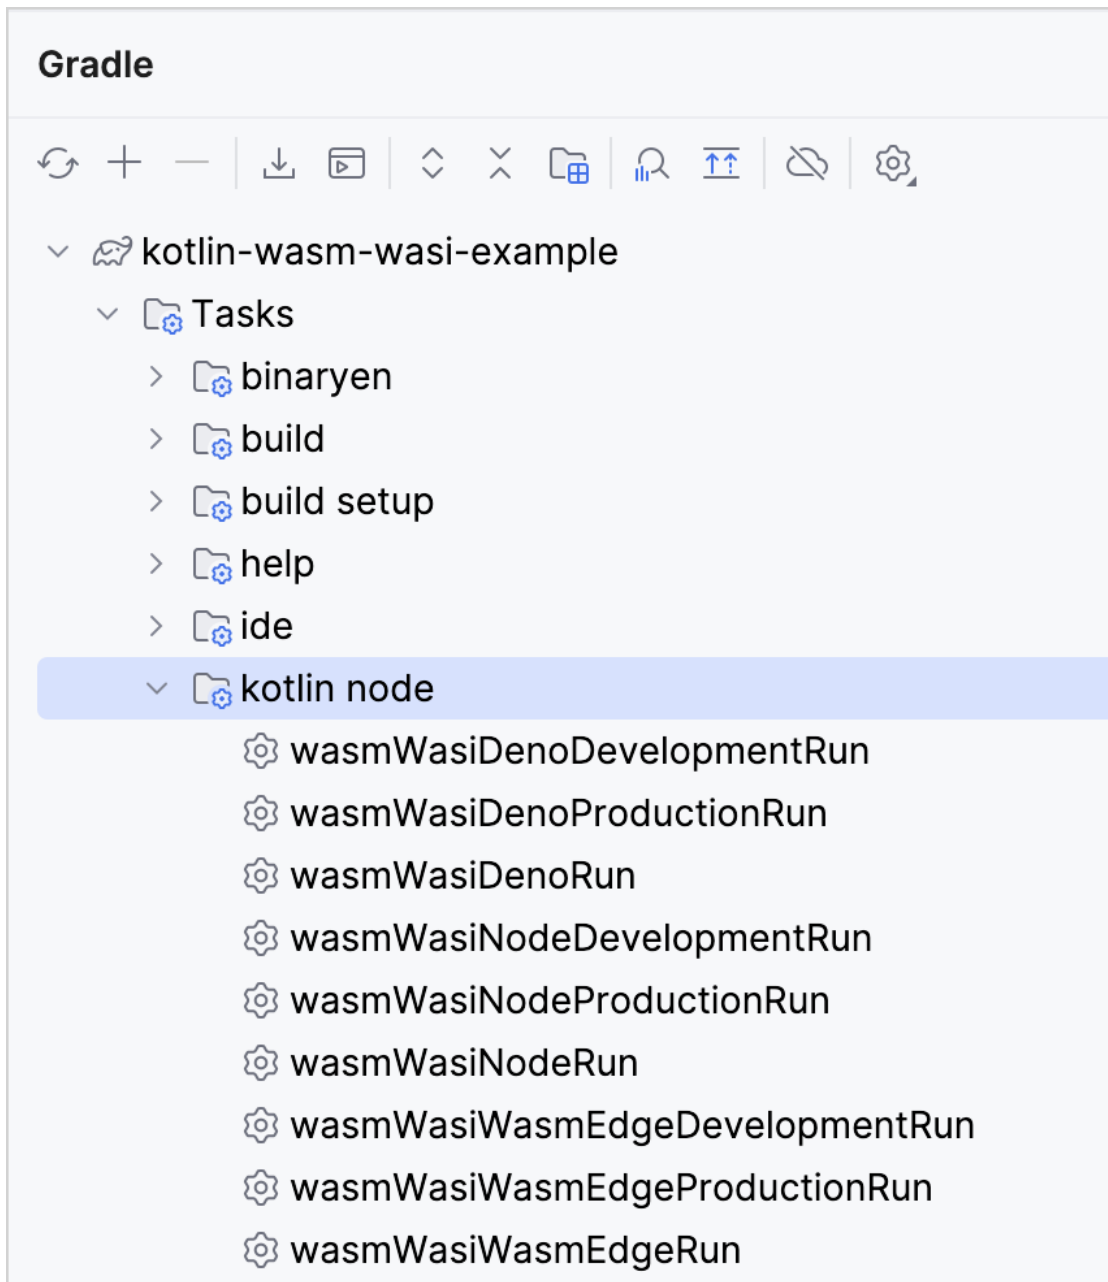 Gradle
kotlin-wasm-wasi-example
Tasks
binaryen
build
build setup
help
ide
kotlin node
wasmWasiDenoDevelopmentRun
wasmWasiDenoProductionRun
wasmWasiDenoRun
wasmWasiNodeDevelopmentRun
wasmWasiNodeProductionRun
wasmWasiNodeRun
wasmWasiWasmEdgeDevelopmentRun
wasmWasiWasmEdgeProductionRun
wasmWasiWasmEdgeRun